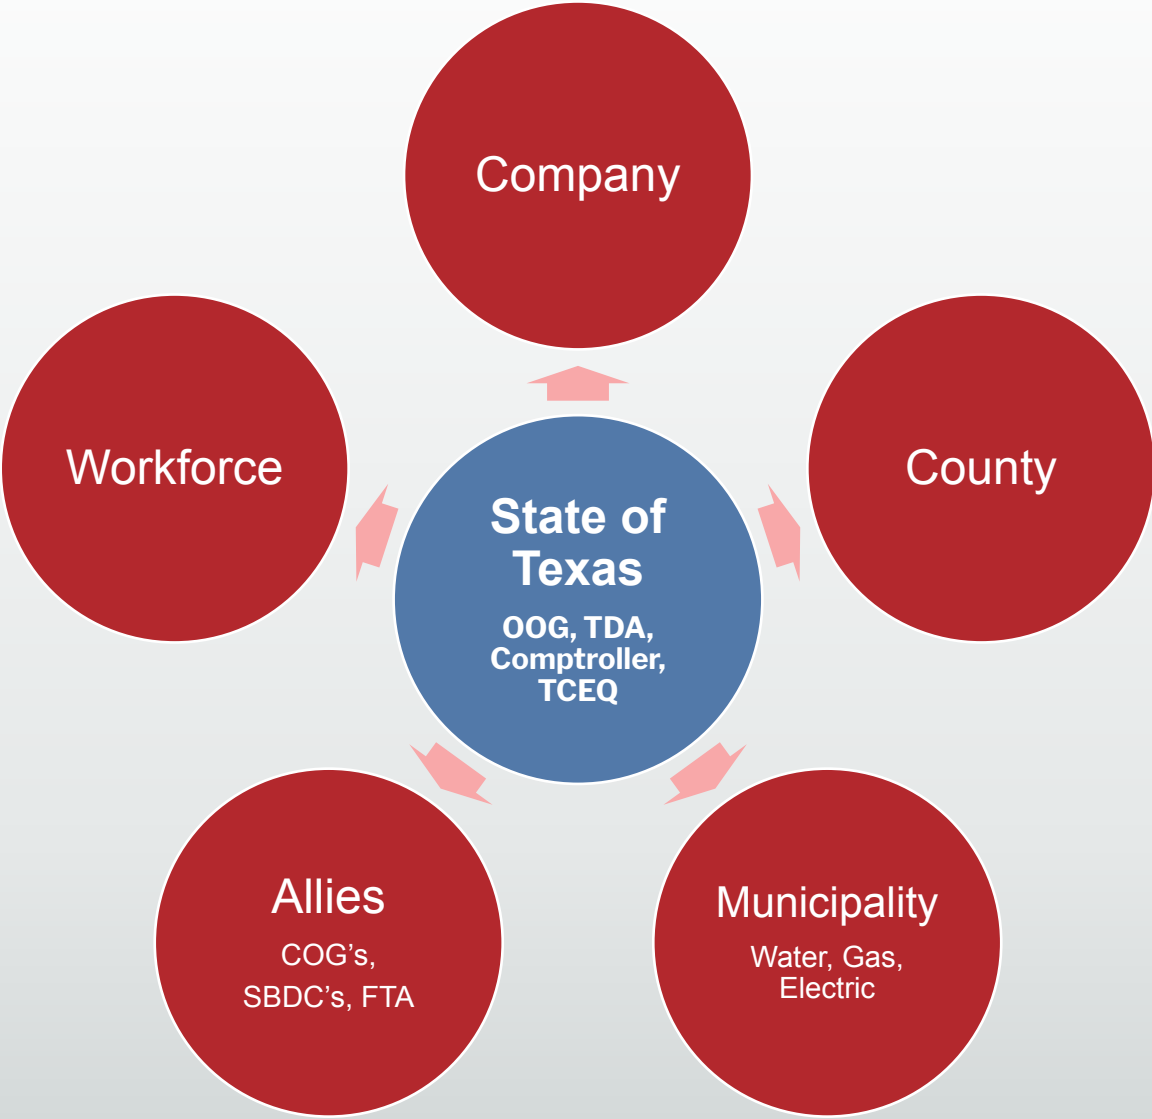 Company
Workforce
County
State of
Texas
OOG, TDA,
Comptroller,
TCEQ
Allies
COG's,
SBDC's, FTA
Municipality
Water, Gas,
Electric